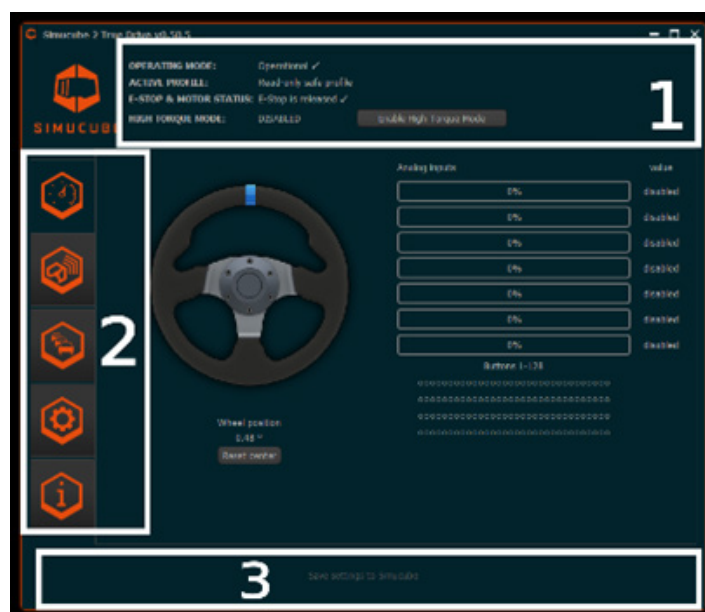 Simucube 2 True Drive v0.50.5
OPERATING MODE: Operational ✓
ACTIVE PROFILE: Read-only safe profile
E-STOP & MOTOR STATUS: E-Stop is released ✓
HIGH TORQUE MODE: DISABLED Enable High Torque Mode
1
SIMUCUBE
Analog Inputs value
0% disabled
0% disabled
0% disabled
0% disabled
0% disabled
0% disabled
0% disabled
2
Buttons 1-128
Wheel position
0.48 °
Reset center
3
Save settings to Simucube